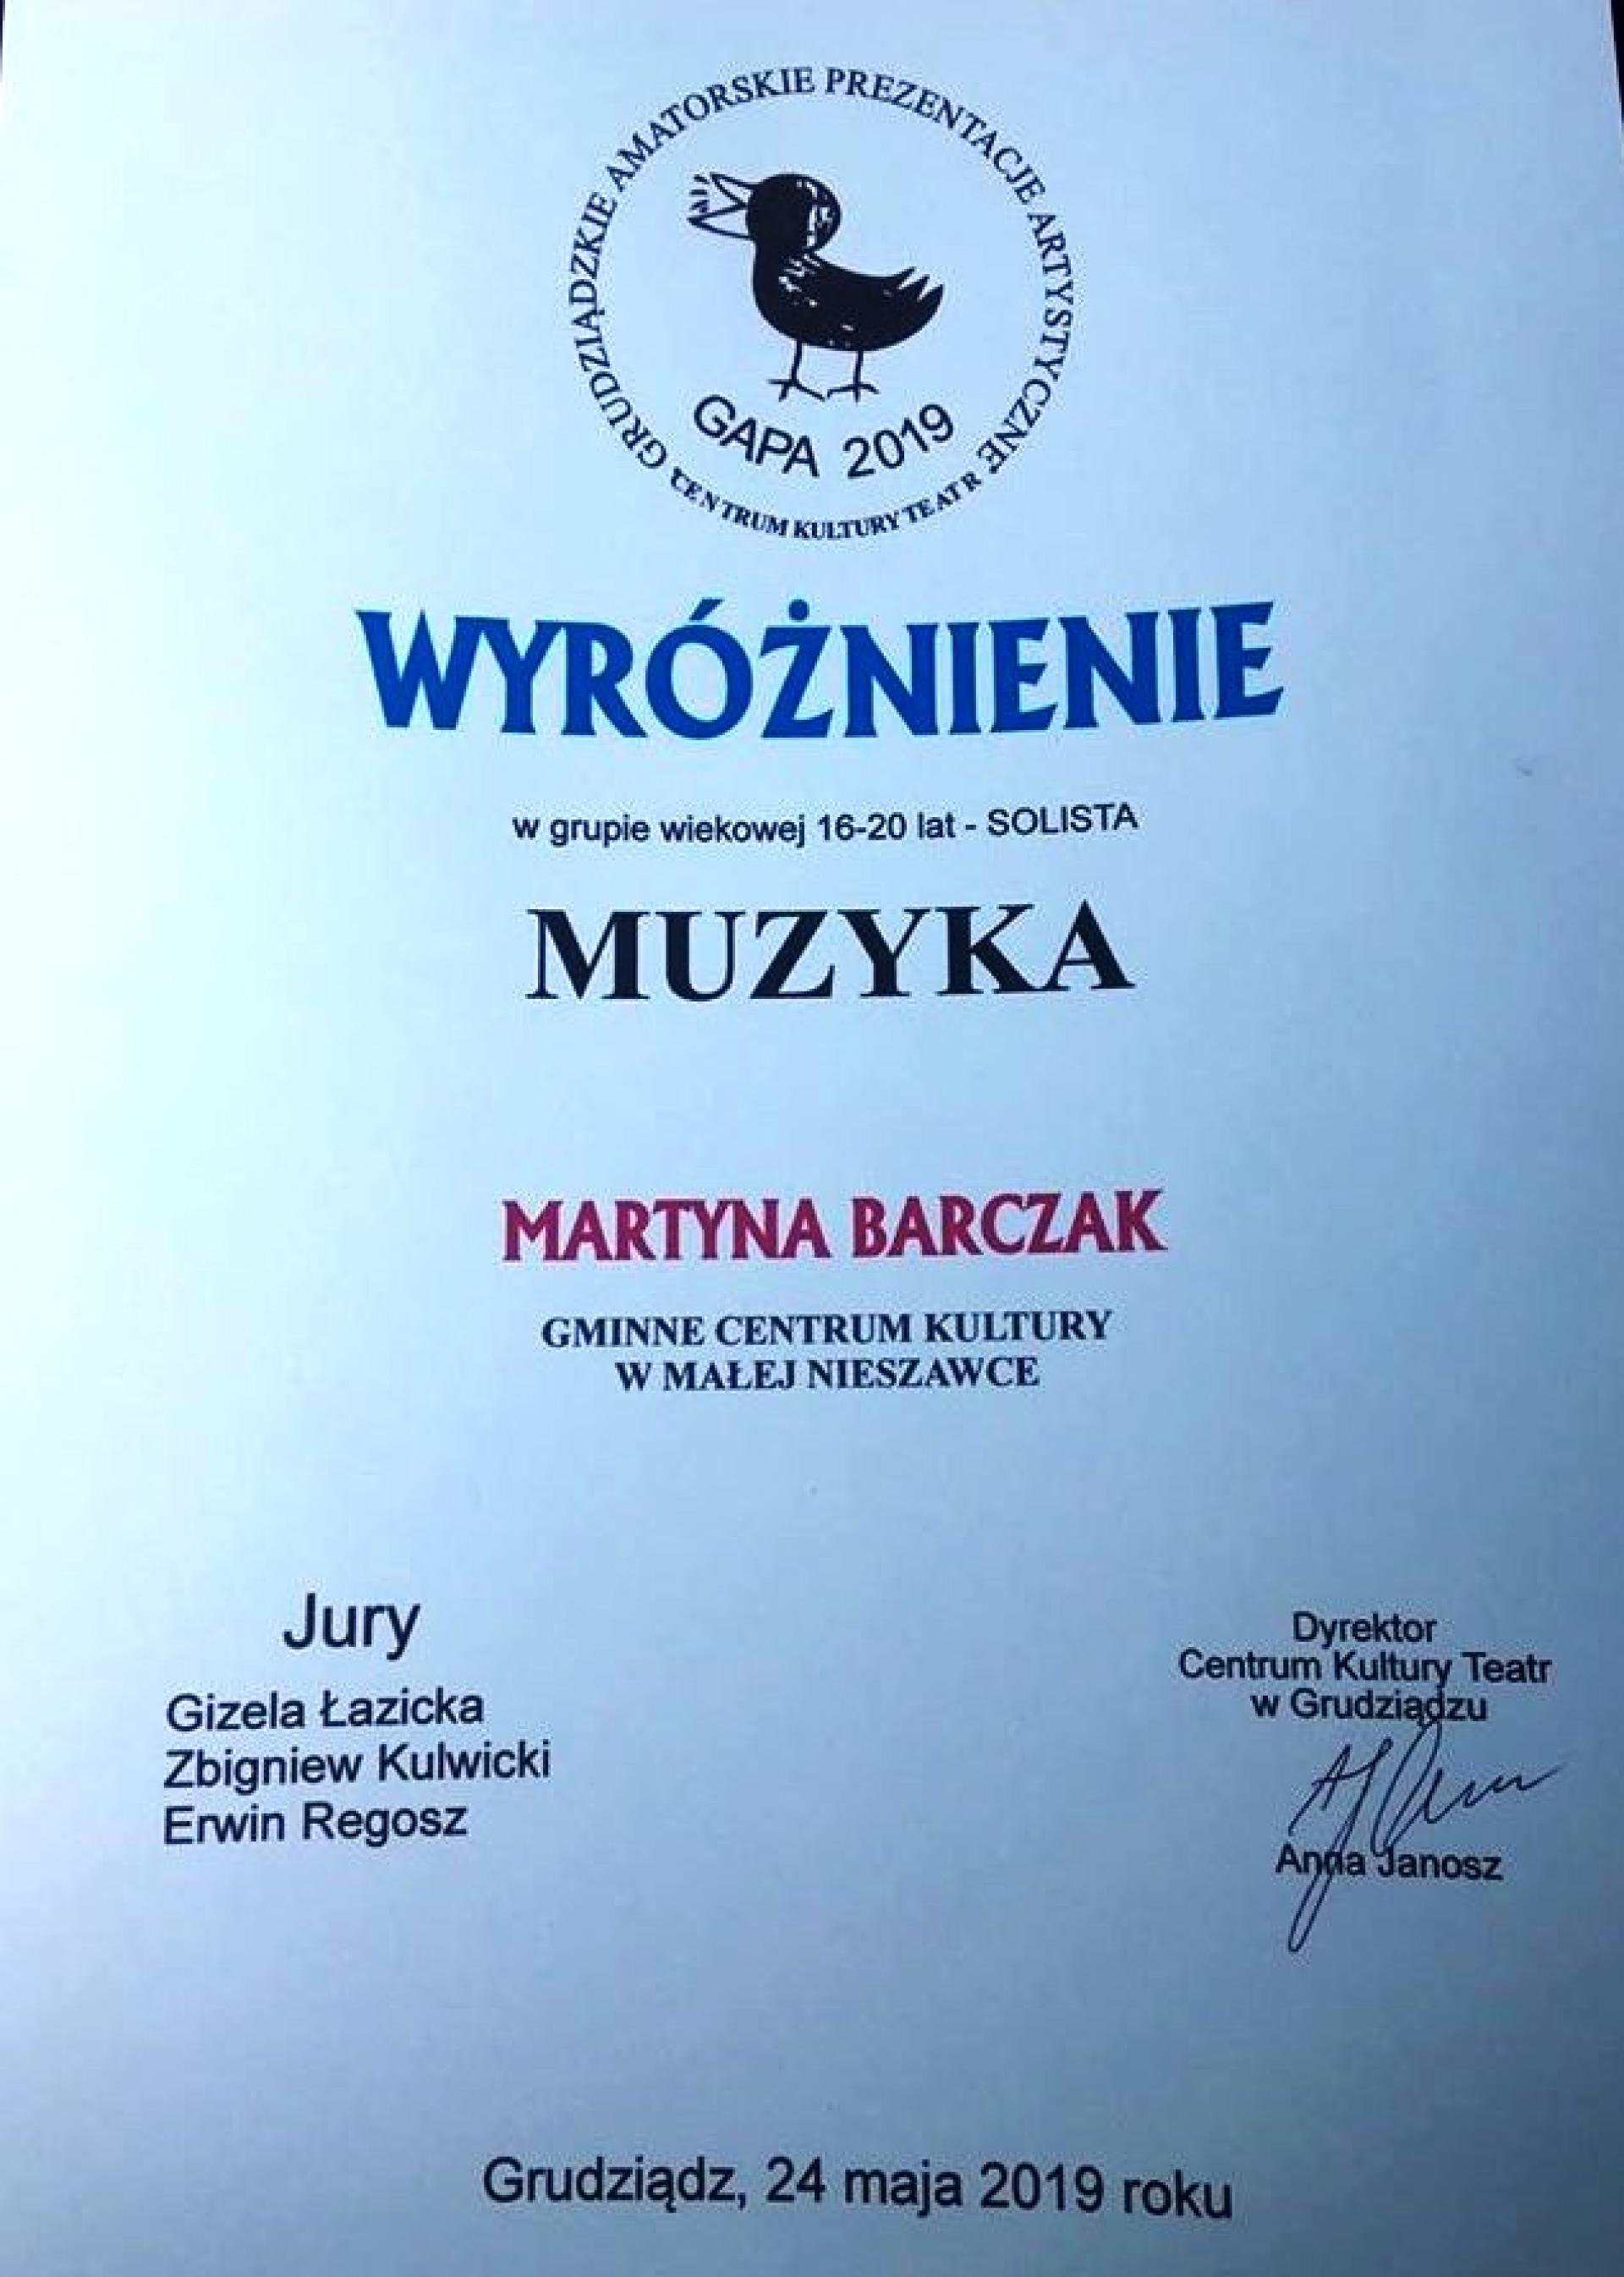 GRUDZIĄDZKIE AMATORSKIE PREZENTACJE ARTYSTYCZNE
GAPA 2019
CENTRUM KULTURY TEATR
WYRÓŻNIENIE
w grupie wiekowej 16-20 lat - SOLISTA
MUZYKA
MARTYNA BARCZAK
GMINNE CENTRUM KULTURY
W MAŁEJ NIESZAWCE
Jury
Gizela Łazicka
Zbigniew Kulwicki
Erwin Regosz
Dyrektor
Centrum Kultury Teatr
w Grudziądzu
Anna Janosz
Grudziądz, 24 maja 2019 roku